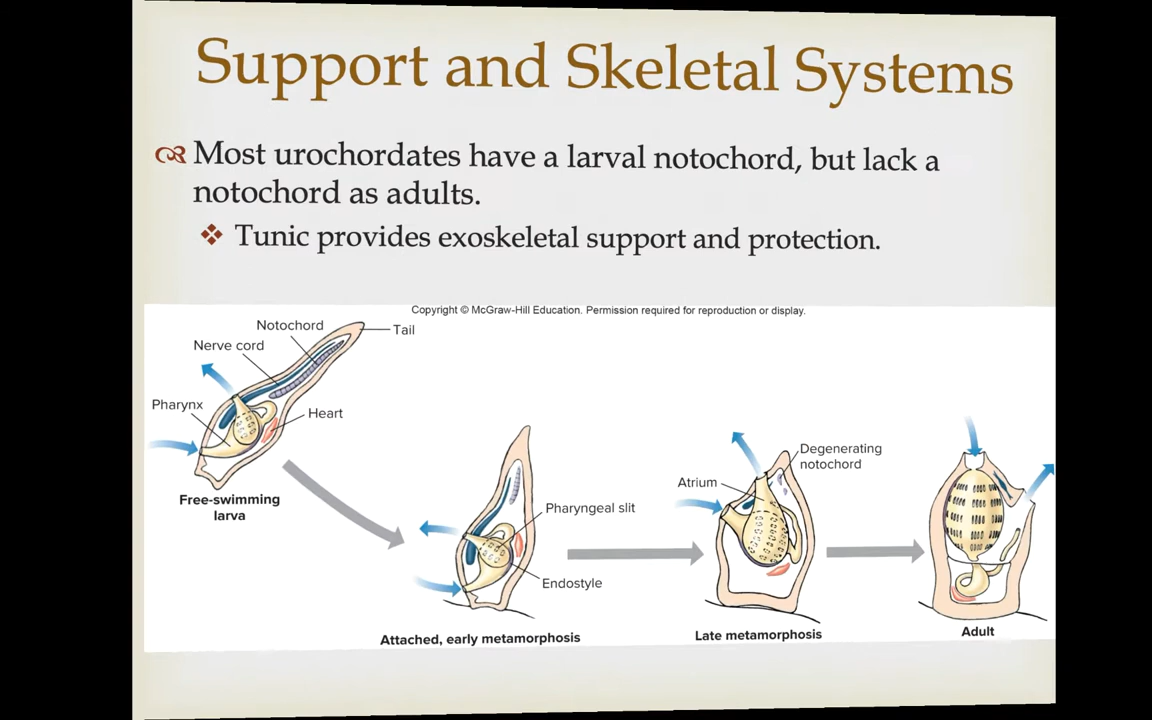 Support and Skeletal Systems
Most urochordates have a larval notochord, but lack a
notochord as adults.
Tunic provides exoskeletal support and protection.
Copyright © McGraw-Hill Education. Permission required for reproduction or display.
Notochord
Tail
Nerve cord
Pharynx
Heart
Free-swimming
larva
Pharyngeal slit
Endostyle
Attached, early metamorphosis
Degenerating
notochord
Atrium
Late metamorphosis
Adult